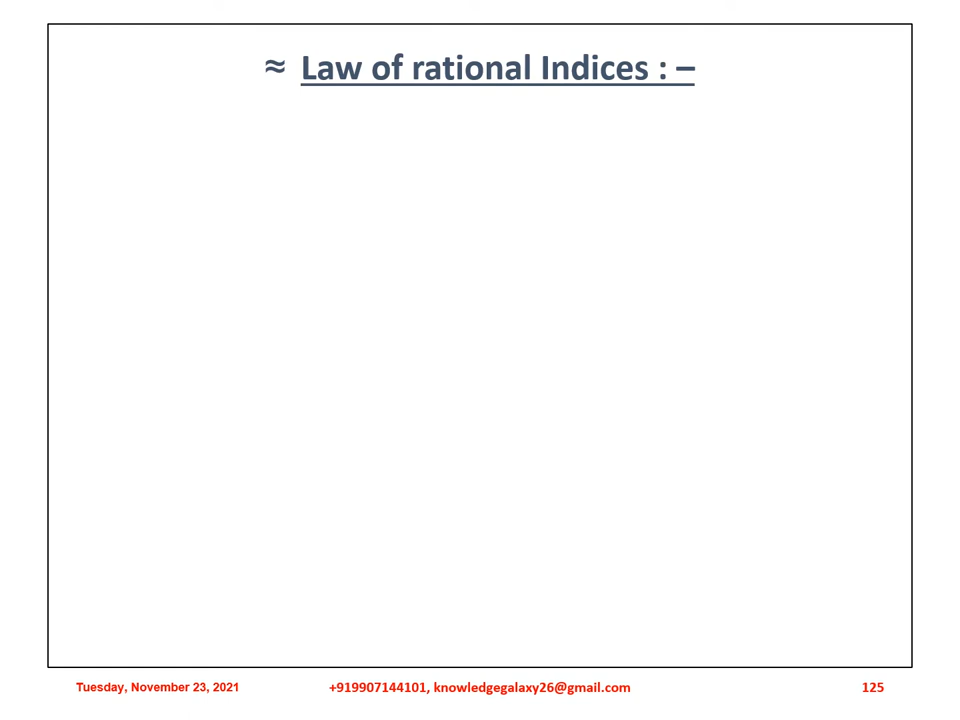 ≈ Law of rational Indices : –
Tuesday, November 23, 2021
+919907144101, knowledgegalaxy26@gmail.com
125